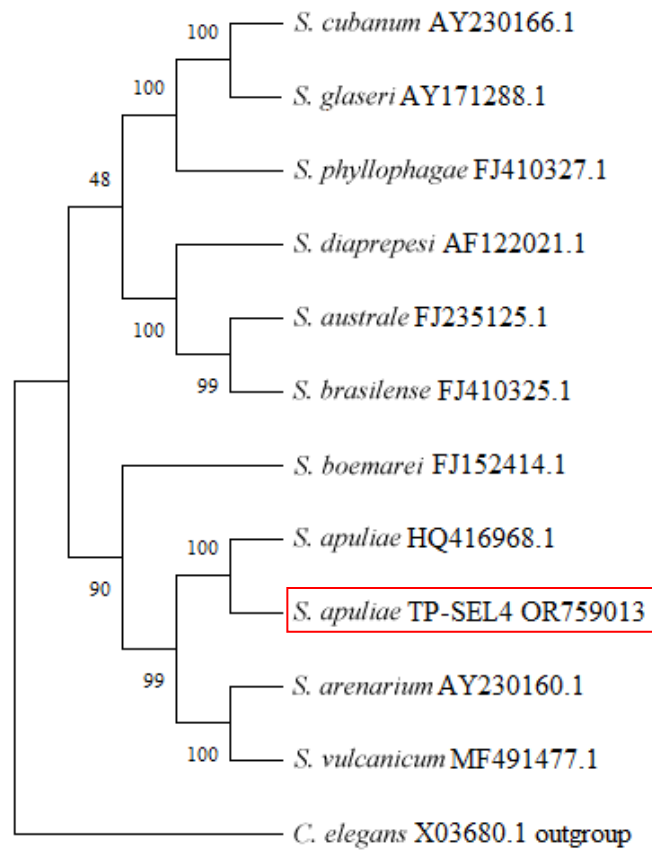 100
S. cubanum AY230166.1
100
S. glaseri AY171288.1
48
S. phyllophagae FJ410327.1
S. diaprepesi AF122021.1
100
S. australe FJ235125.1
99
S. brasilense FJ410325.1
S. boemarei FJ152414.1
100
S. apuliae HQ416968.1
90
S. apuliae TP-SEL4 OR759013
99
S. arenarium AY230160.1
100
S. vulcanicum MF491477.1
C. elegans X03680.1 outgroup